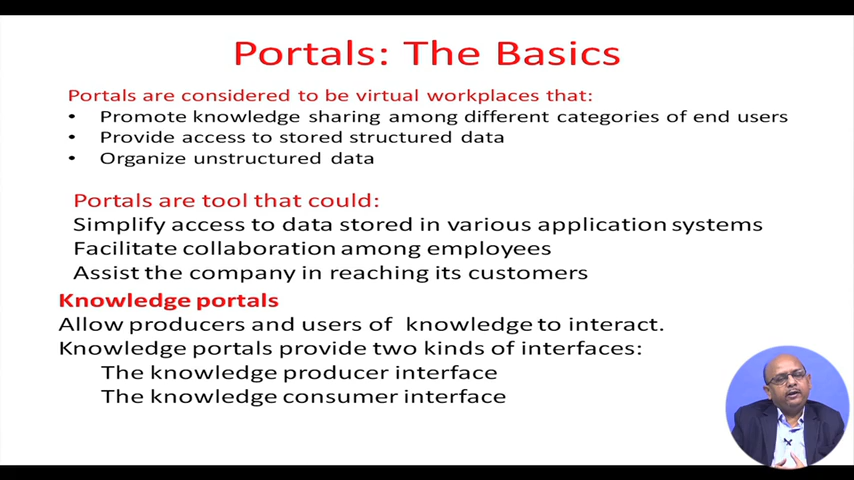 Portals: The Basics
Portals are considered to be virtual workplaces that:
• Promote knowledge sharing among different categories of end users
• Provide access to stored structured data
• Organize unstructured data
Portals are tool that could:
Simplify access to data stored in various application systems
Facilitate collaboration among employees
Assist the company in reaching its customers
Knowledge portals
Allow producers and users of knowledge to interact.
Knowledge portals provide two kinds of interfaces:
The knowledge producer interface
The knowledge consumer interface